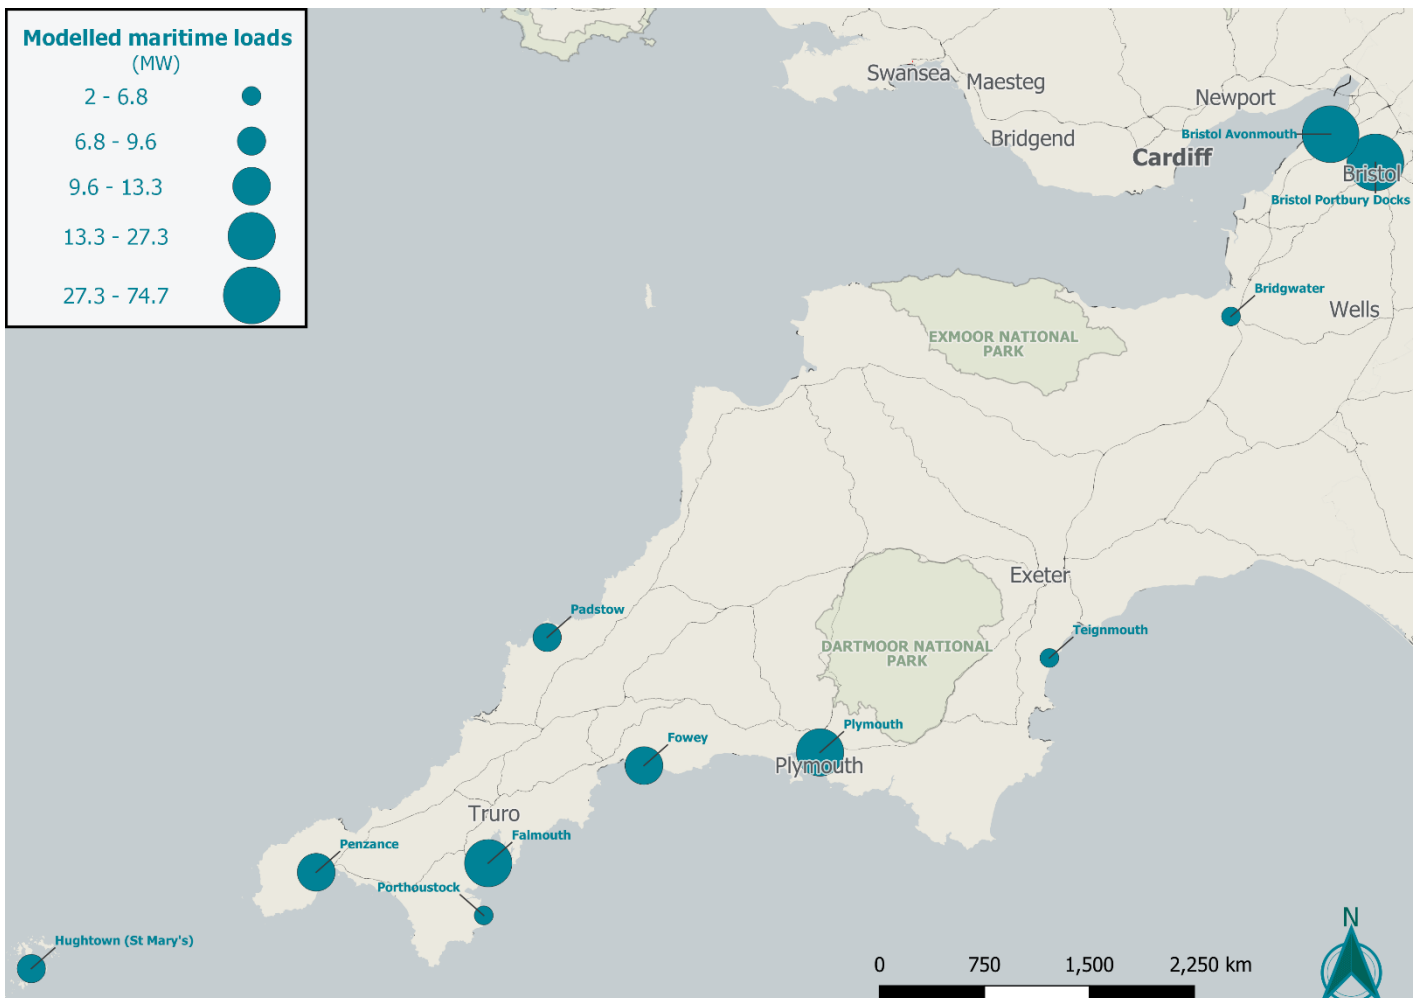 Modelled maritime loads
(MW)
2 - 6.8
6.8 - 9.6
9.6 - 13.3
13.3 - 27.3
27.3 - 74.7
Swansea
Maesteg
Newport
Bridgend
Cardiff
Bristol Avonmouth
Bristol
Bristol Portbury Docks
Bridgwater
Wells
EXMOOR NATIONAL
PARK
Exeter
Padstow
Teignmouth
DARTMOOR NATIONAL
PARK
Plymouth
Fowey
Plymouth
Truro
Falmouth
Penzance
Porthoustock
Hughtown (St Mary's)
N
0 750 1,500 2,250 km